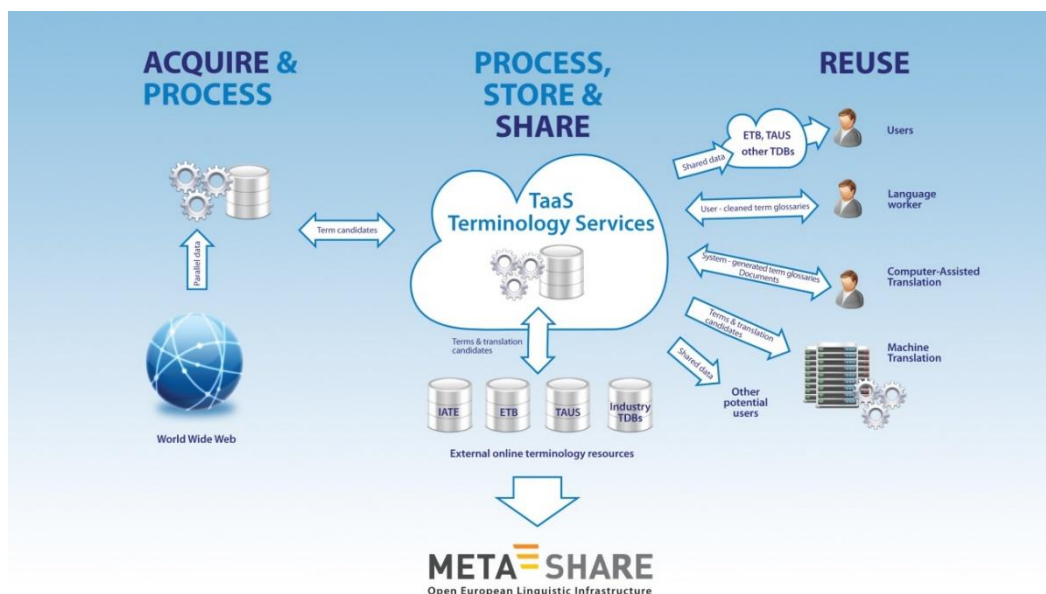 ACQUIRE &
PROCESS
PROCESS,
STORE &
SHARE
REUSE
Parallel data
World Wide Web
Term candidates
TaaS
Terminology Services
Terms & translation
candidates
IATE
ETB
TAUS
Industry
TDBs
External online terminology resources
META SHARE
Open European Linguistic Infrastructure
Shared data
ETB, TAUS
other TDBs
Users
User - cleaned term glossaries
Language
worker
System - generated term glossaries
Documents
Computer-Assisted
Translation
Terms & translation
candidates
Machine
Translation
Shared data
Other
potential
users